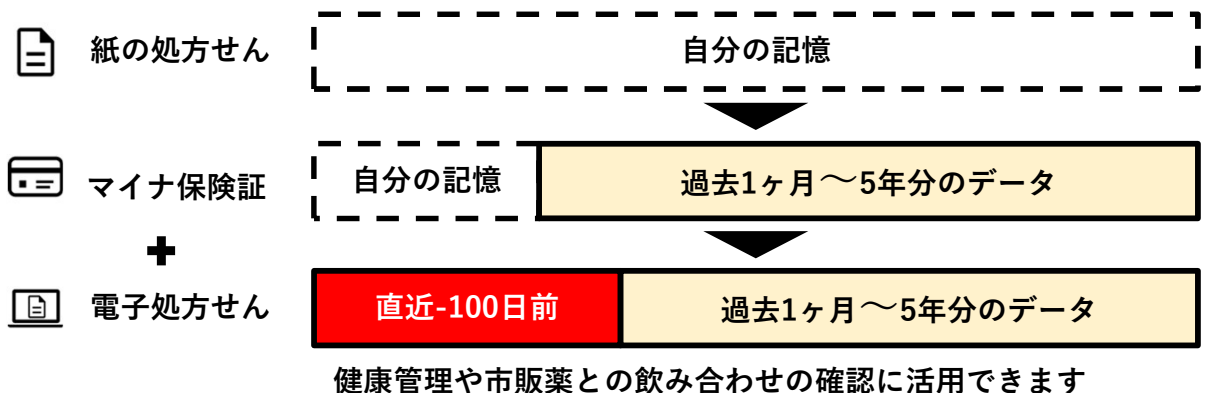 紙の処方せん
自分の記憶
マイナ保険証
自分の記憶
過去1ヶ月～5年分のデータ
+
電子処方せん
直近-100日前
過去1ヶ月～5年分のデータ
健康管理や市販薬との飲み合わせの確認に活用できます